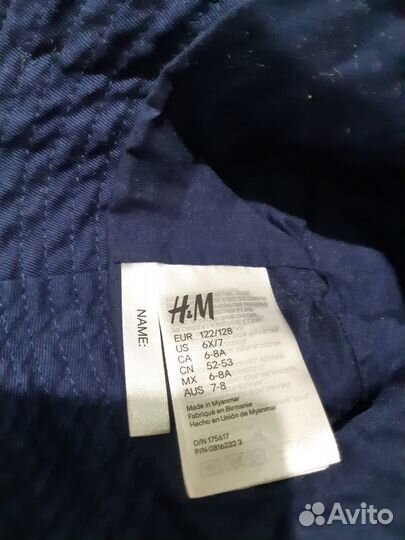 NAME:
H&M
EUR 122/128
US 6X/7
CA 6-8A
CN 52-53
MX 6-8A
AUS 7-8
Made in Myanmar
Fabriqué en Birmanie
Hecho en Unión de Myanmar
O/N 175617
P/N 0816232 3
Avito